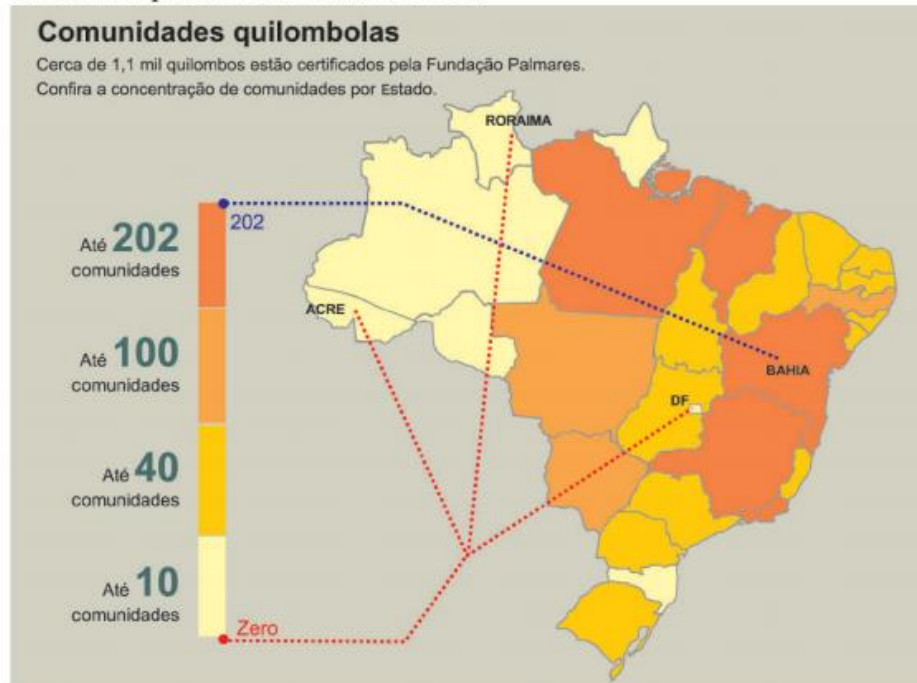 Comunidades quilombolas
Cerca de 1,1 mil quilombos estão certificados pela Fundação Palmares.
Confira a concentração de comunidades por Estado.
RORAIMA
202
Até 202
comunidades
ACRE
Até 100
comunidades
BAHIA
DF
Até 40
comunidades
Até 10
comunidades
Zero